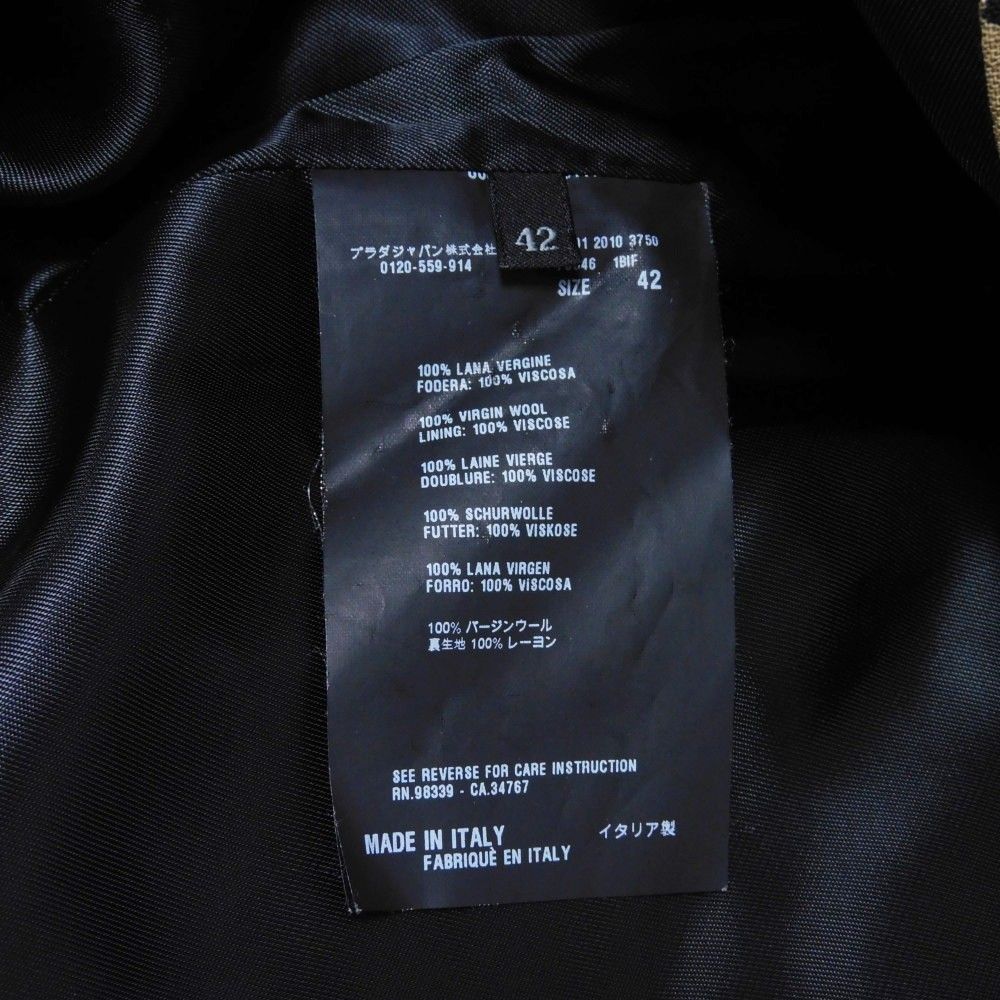 42
プラダジャパン株式会社
2010 3750
0120-559-914
1BIF
SIZE 42
100% LANA VERGINE
FODERA: 100% VISCOSA
100% VIRGIN WOOL
LINING: 100% VISCOSE
100% LAINE VIERGE
DOUBLURE: 100% VISCOSE
100% SCHURWOLLE
FUTTER: 100% VISKOSE
100% LANA VIRGEN
FORRO: 100% VISCOSA
100% バージンウール
裏生地 100% レーヨン
SEE REVERSE FOR CARE INSTRUCTION
RN.98339 - CA.34767
MADE IN ITALY イタリア製
FABRIQUÈ EN ITALY